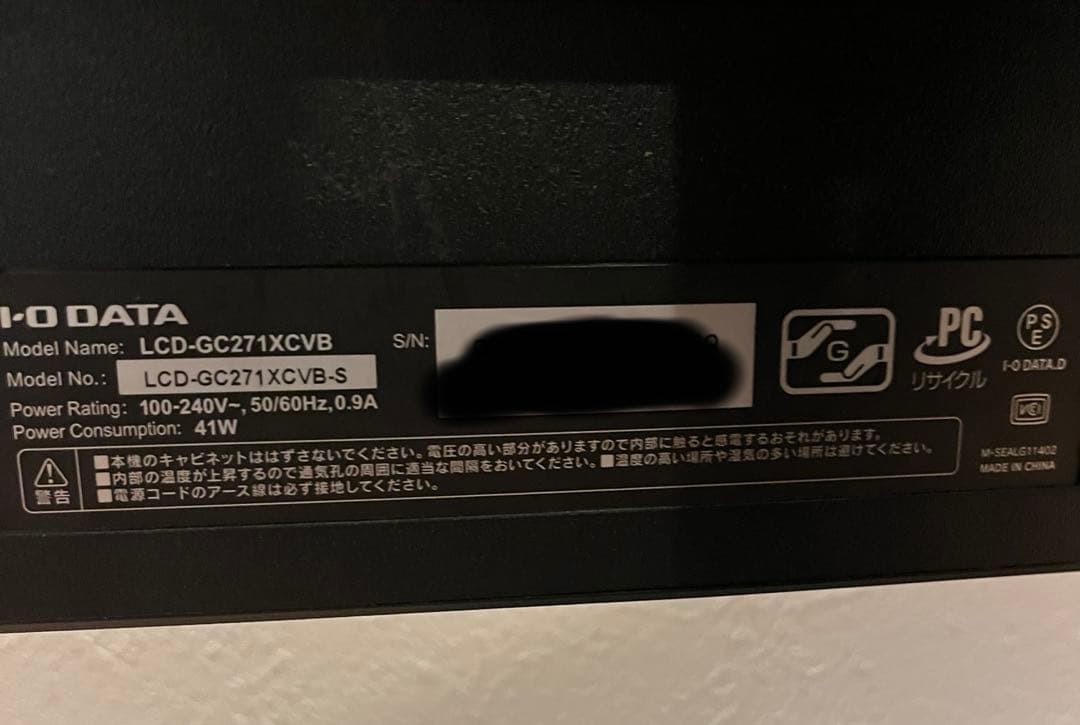 I-O DATA
Model Name: LCD-GC271XCVB
Model No.: LCD-GC271XCVB-S
Power Rating: 100-240V~, 50/60Hz, 0.9A
Power Consumption: 41W
S/N:
G
PC
リサイクル
PS
E
I-O DATA.D
VCI
M-SEALG11402
MADE IN CHINA
警告
■本機のキャビネットははずさないでください。電圧の高い部分がありますので内部に触ると感電するおそれがあります。
■内部の温度が上昇するので通気孔の周囲に適当な間隔をおいてください。■温度の高い場所や湿気の多い場所は避けてください。
■電源コードのアース線は必ず接地してください。